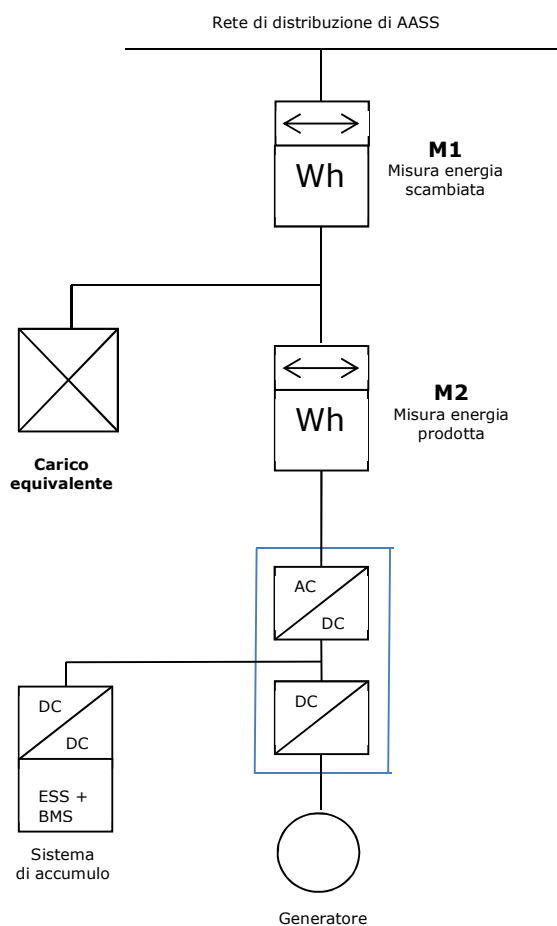 Rete di distribuzione di AASS
M1
Misura energia
scambiata
Wh
M2
Misura energia
prodotta
Wh
Carico
equivalente
AC
DC
DC
DC
DC
ESS +
BMS
Sistema
di accumulo
Generatore